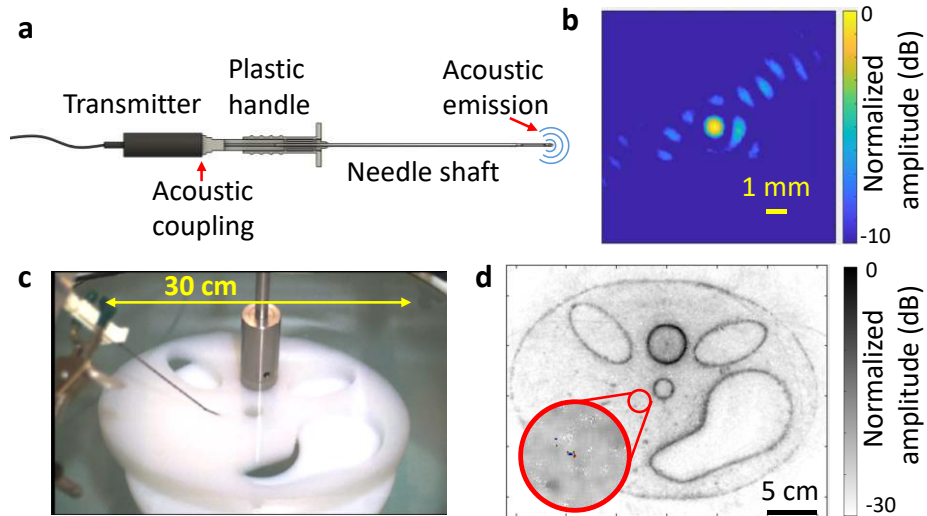 a
Transmitter
Plastic
handle
Acoustic
emission
Acoustic
coupling
Needle shaft
b
1 mm
0
-10
Normalized
amplitude (dB)
c
30 cm
d
5 cm
0
-30
Normalized
amplitude (dB)